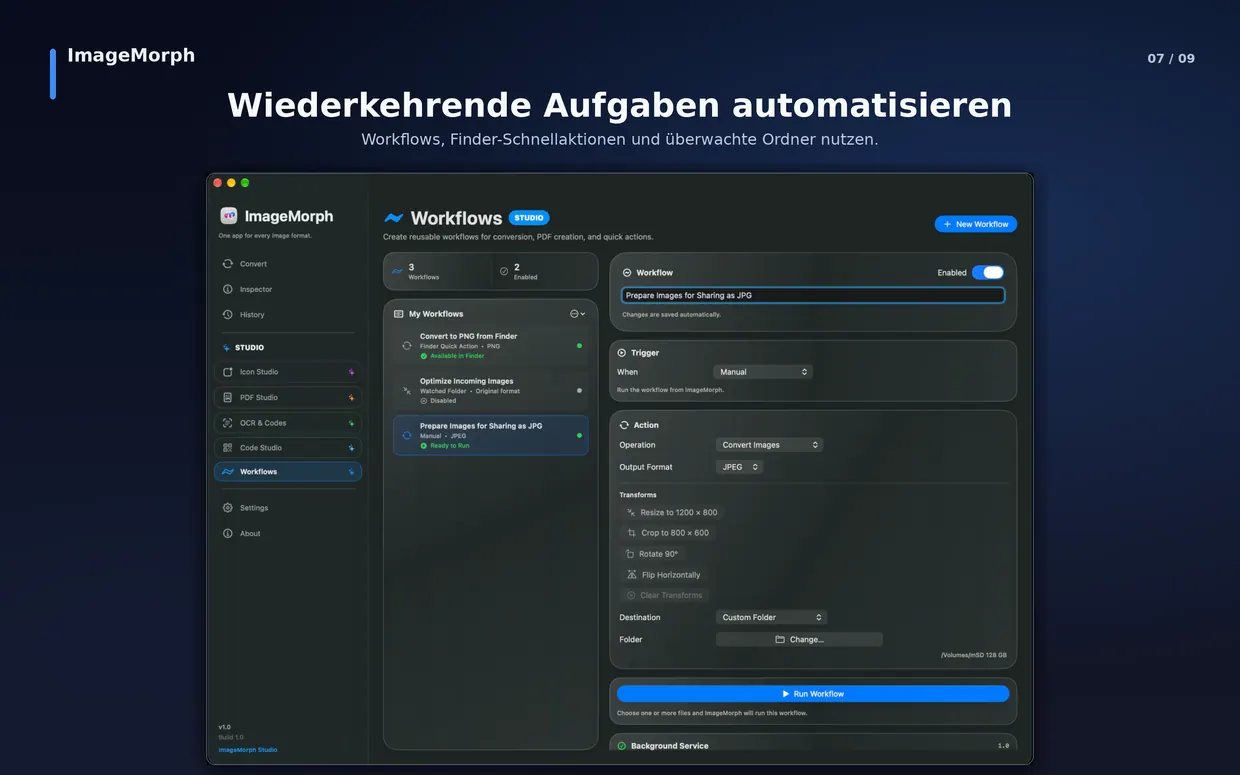 ImageMorph
07 / 09
Wiederkehrende Aufgaben automatisieren
Workflows, Finder-Schnellaktionen und überwachte Ordner nutzen.
ImageMorph
One app for every image format.
Convert
Inspector
History
STUDIO
Icon Studio
PDF Studio
OCR & Codes
Code Studio
Workflows
Settings
About
v1.0
Build 1.0
ImageMorph Studio
Workflows STUDIO
Create reusable workflows for conversion, PDF creation, and quick actions.
New Workflow
3
Workflows
2
Enabled
My Workflows
Convert to PNG from Finder
Finder Quick Action • PNG
Available in Finder
Optimize Incoming Images
Watched Folder • Original format
Disabled
Prepare Images for Sharing as JPG
Manual • JPEG
Ready to Run
Workflow
Enabled
Prepare Images for Sharing as JPG
Changes are saved automatically.
Trigger
When Manual
Run the workflow from ImageMorph.
Action
Operation Convert Images
Output Format JPEG
Transforms
Resize to 1200 × 800
Crop to 800 × 600
Rotate 90°
Flip Horizontally
Clear Transforms
Destination Custom Folder
Folder Change...
/Volumes/mSD 128 GB
Run Workflow
Choose one or more files and ImageMorph will run this workflow.
Background Service 1.0